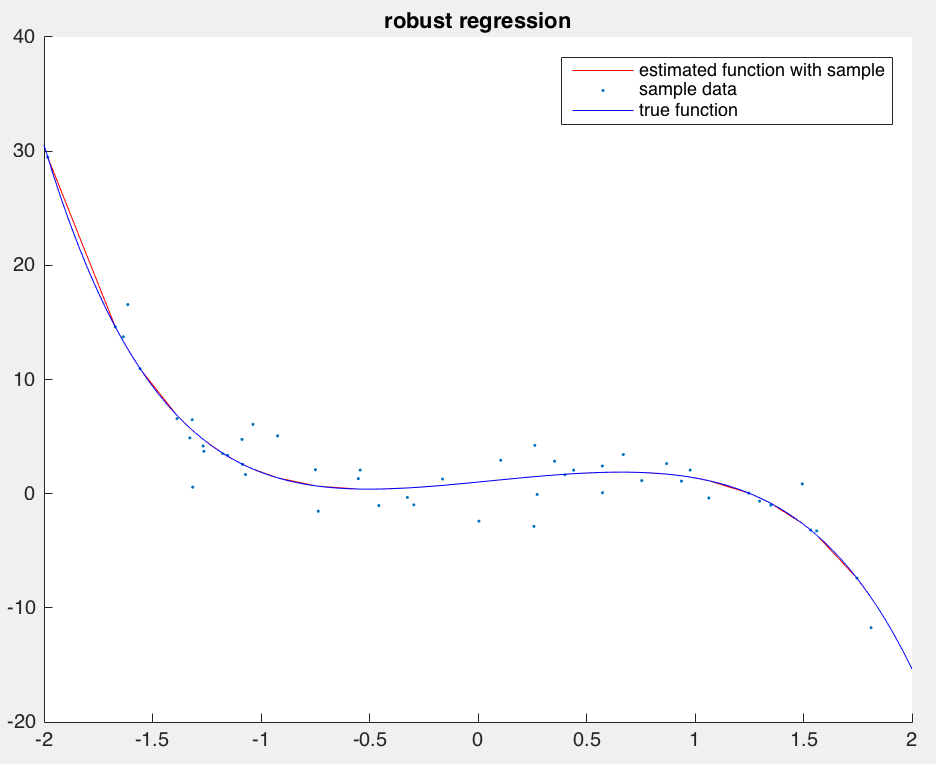 robust regression
40
30
20
10
0
-10
-20
estimated function with sample
sample data
true function
-2 -1.5 -1 -0.5 0 0.5 1 1.5 2